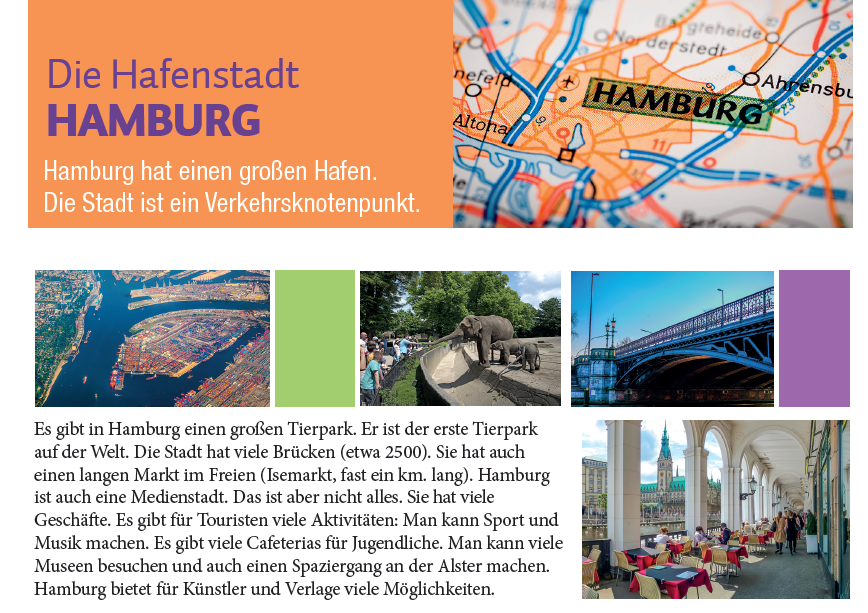 Die Hafenstadt
HAMBURG
Hamburg hat einen großen Hafen.
Die Stadt ist ein Verkehrsknotenpunkt.
Norderstedt
HAMBURG
Altona
11
23
Es gibt in Hamburg einen großen Tierpark. Er ist der erste Tierpark
auf der Welt. Die Stadt hat viele Brücken (etwa 2500). Sie hat auch
einen langen Markt im Freien (Isemarkt, fast ein km. lang). Hamburg
ist auch eine Medienstadt. Das ist aber nicht alles. Sie hat viele
Geschäfte. Es gibt für Touristen viele Aktivitäten: Man kann Sport und
Musik machen. Es gibt viele Cafeterias für Jugendliche. Man kann viele
Museen besuchen und auch einen Spaziergang an der Alster machen.
Hamburg bietet für Künstler und Verlage viele Möglichkeiten.